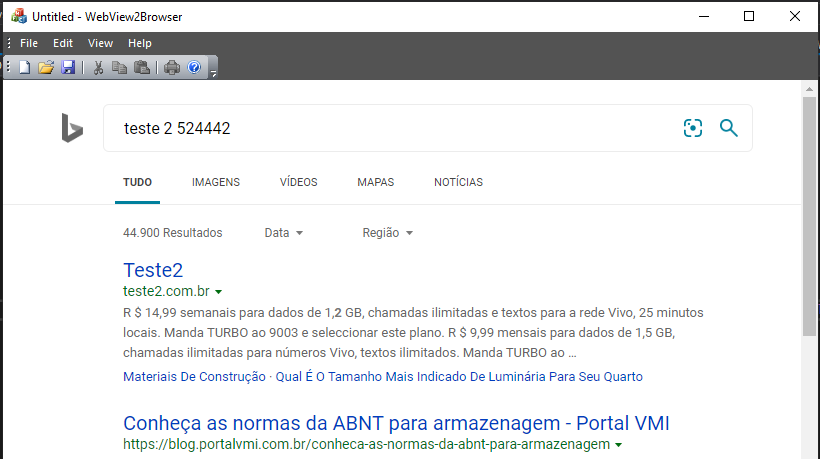 Untitled - WebView2Browser
File Edit View Help
teste 2 524442
TUDO IMAGENS VÍDEOS MAPAS NOTÍCIAS
44.900 Resultados Data Região
Teste2
teste2.com.br
R $ 14,99 semanais para dados de 1,2 GB, chamadas ilimitadas e textos para a rede Vivo, 25 minutos
locais. Manda TURBO ao 9003 e seleccionar este plano. R $ 9,99 mensais para dados de 1,5 GB,
chamadas ilimitadas para números Vivo, textos ilimitados. Manda TURBO ao ...
Materiais De Construção · Qual É O Tamanho Mais Indicado De Luminária Para Seu Quarto
Conheça as normas da ABNT para armazenagem - Portal VMI
https://blog.portalvmi.com.br/conheca-as-normas-da-abnt-para-armazenagem